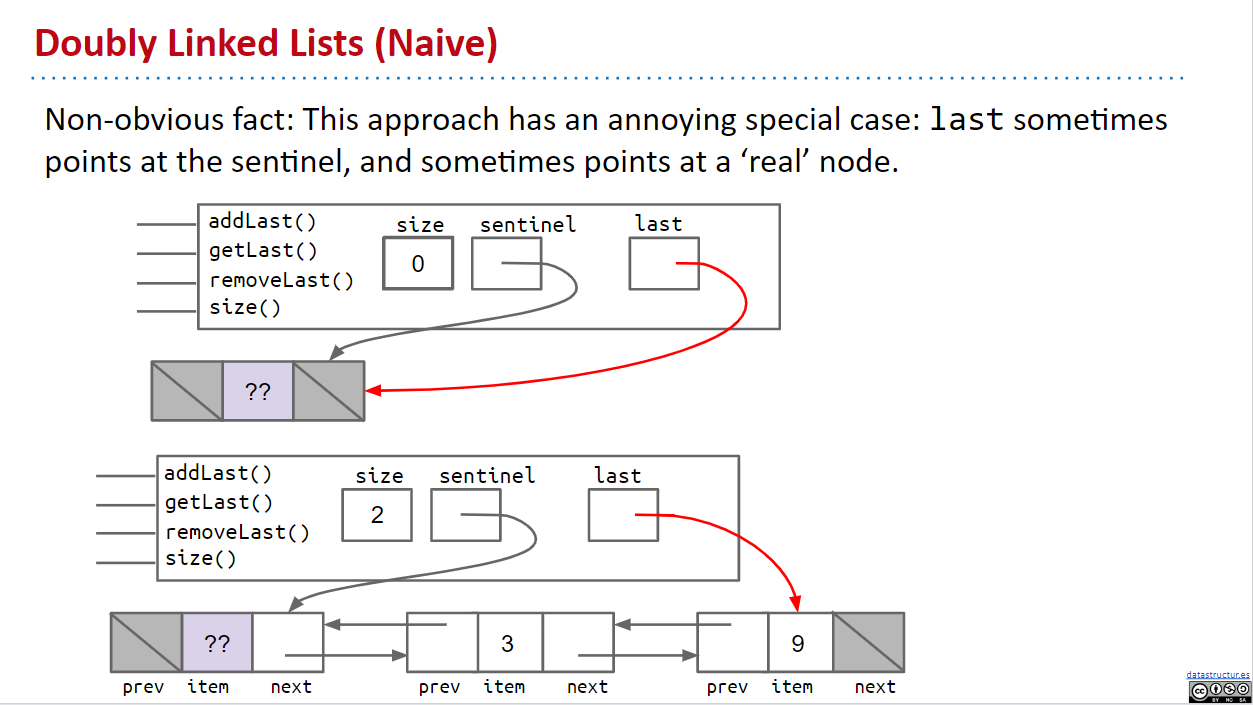 Doubly Linked Lists (Naive)
Non-obvious fact: This approach has an annoying special case: last sometimes
points at the sentinel, and sometimes points at a ‘real’ node.
addLast()
getLast()
removeLast()
size()
size sentinel last
0
??
addLast()
getLast()
removeLast()
size()
size sentinel last
2
?? 3 9
prev item next prev item next prev item next
datastructur.es
cc
BY NC SA